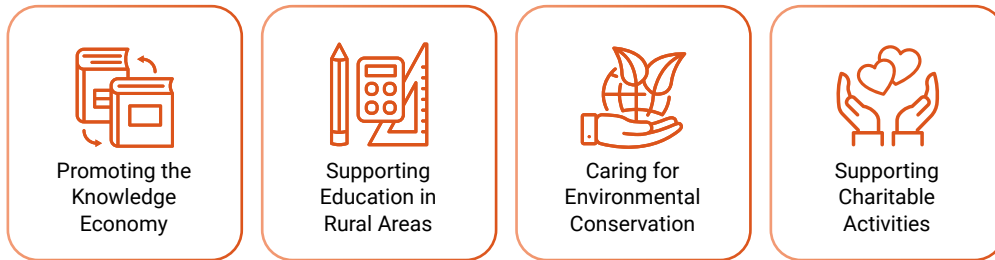 Promoting the
Knowledge
Economy
Supporting
Education in
Rural Areas
Caring for
Environmental
Conservation
Supporting
Charitable
Activities